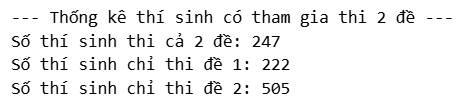 --- Thống kê thí sinh có tham gia thi 2 đề ---
Số thí sinh thi cả 2 đề: 247
Số thí sinh chỉ thi đề 1: 222
Số thí sinh chỉ thi đề 2: 505